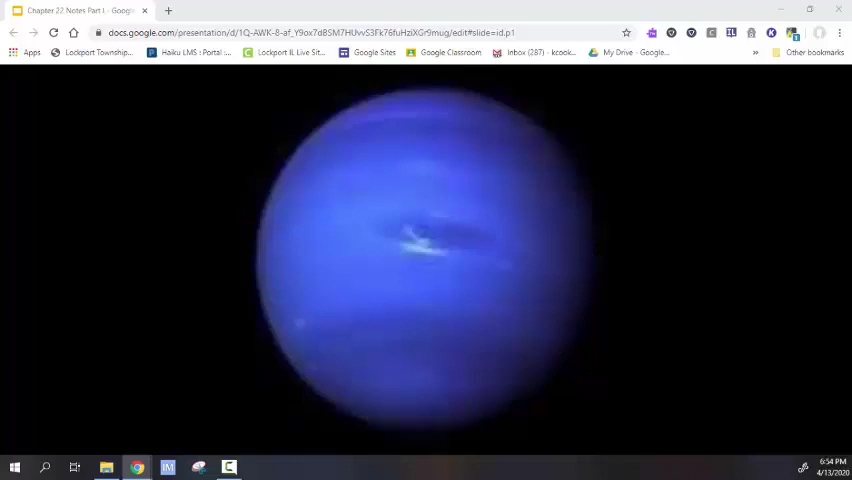 Chapter 22 Notes Part I. - Googl
docs.google.com/presentation/d/1Q-AWK-8-af_Y9ox7dBSM7HUvvS3Fk76fuHziXGr9mug/edit#slide=id.p1
Apps Lockport Township... Haiku LMS : Portal :... Lockport IL Live Sit... Google Sites Google Classroom Inbox (287) - kcook... My Drive - Google... » Other bookmarks
6:54 PM
4/13/2020